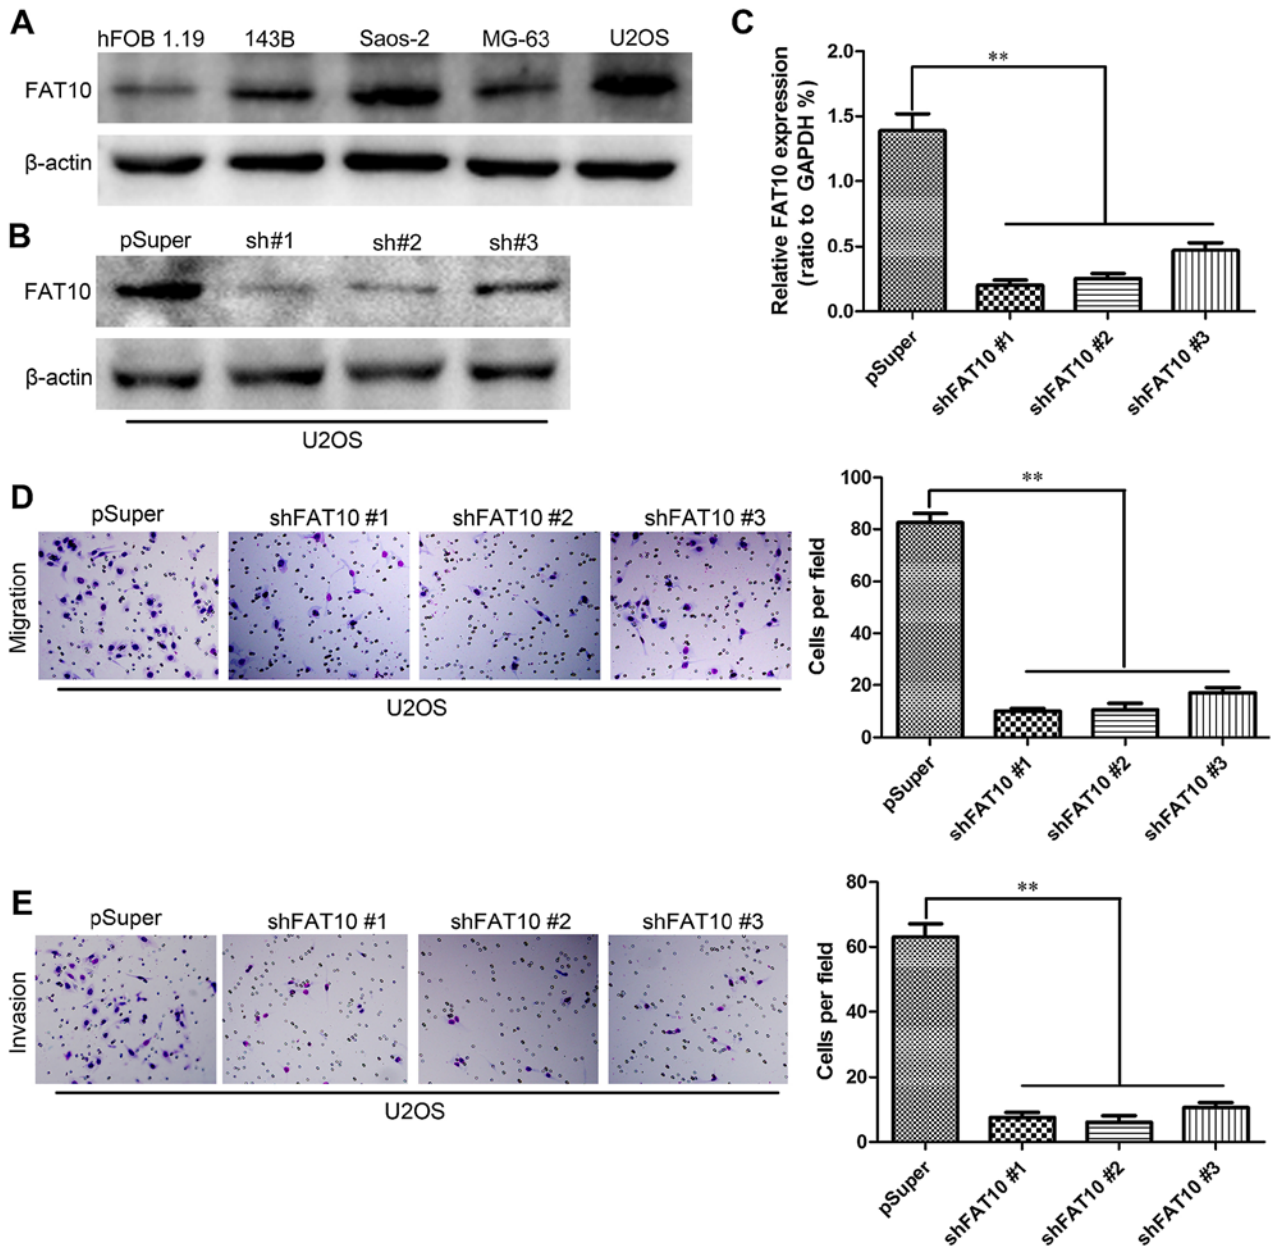 A
hFOB 1.19 143B Saos-2 MG-63 U2OS
FAT10
β-actin
B
pSuper sh#1 sh#2 sh#3
FAT10
β-actin
U2OS
C
Relative FAT10 expression
(ratio to GAPDH %)
2.0
1.5
1.0
0.5
0.0
**
pSuper
shFAT10 #1
shFAT10 #2
shFAT10 #3
D
pSuper shFAT10 #1 shFAT10 #2 shFAT10 #3
Migration
U2OS
Cells per field
100
80
60
40
20
0
**
pSuper
shFAT10 #1
shFAT10 #2
shFAT10 #3
E
pSuper shFAT10 #1 shFAT10 #2 shFAT10 #3
Invasion
U2OS
Cells per field
80
60
40
20
0
**
pSuper
shFAT10 #1
shFAT10 #2
shFAT10 #3